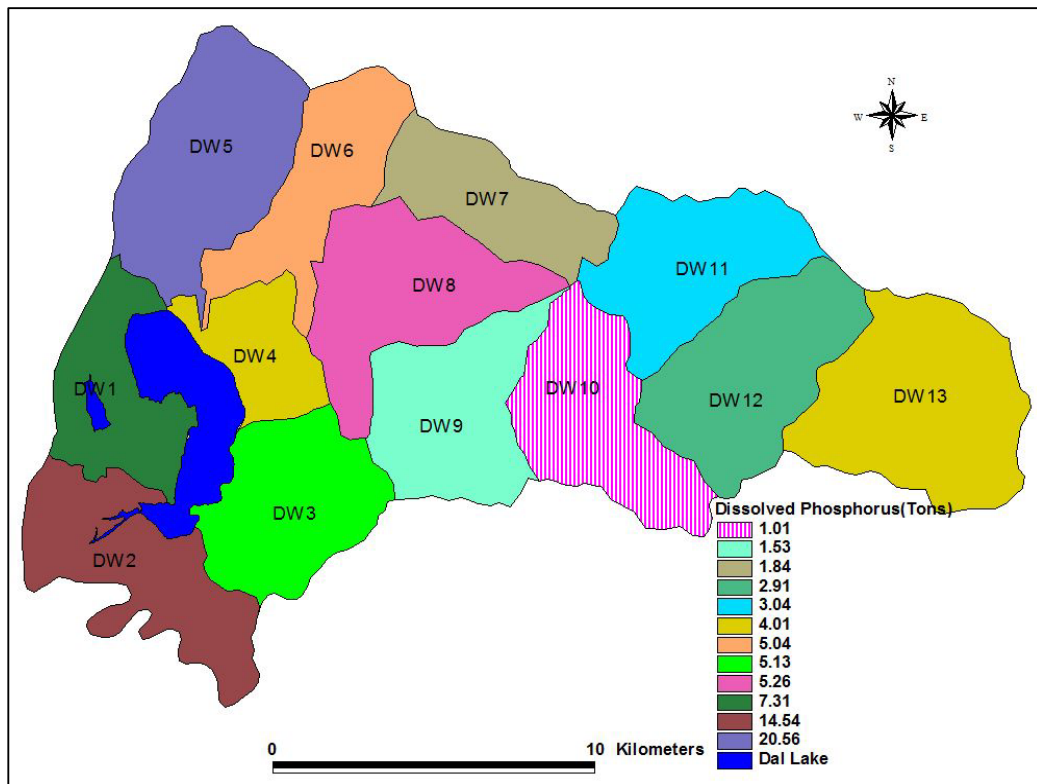 N
W E
S
DW5
DW6
DW7
DW11
DW8
DW4
DW1
DW10
DW12
DW13
DW9
DW3
DW2
Dissolved Phosphorus(Tons)
1.01
1.53
1.84
2.91
3.04
4.01
5.04
5.13
5.26
7.31
14.54
20.56
Dal Lake
0 10 Kilometers